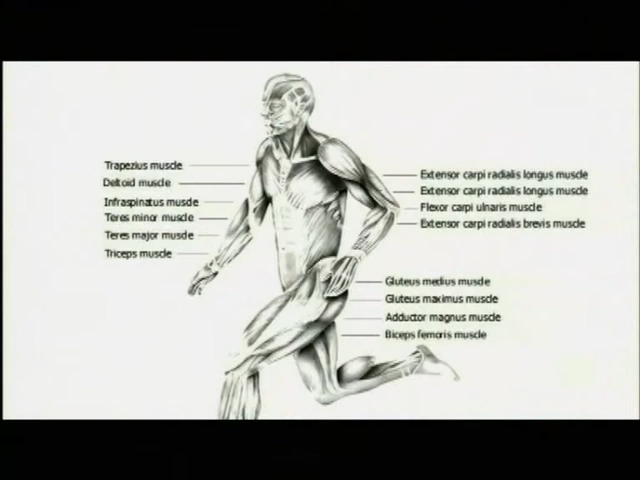 Trapezius muscle
Deltoid muscle
Infraspinatus muscle
Teres minor muscle
Teres major muscle
Triceps muscle
Extensor carpi radialis longus muscle
Extensor carpi radialis longus muscle
Flexor carpi ulnaris muscle
Extensor carpi radialis brevis muscle
Gluteus medius muscle
Gluteus maximus muscle
Adductor magnus muscle
Biceps femoris muscle